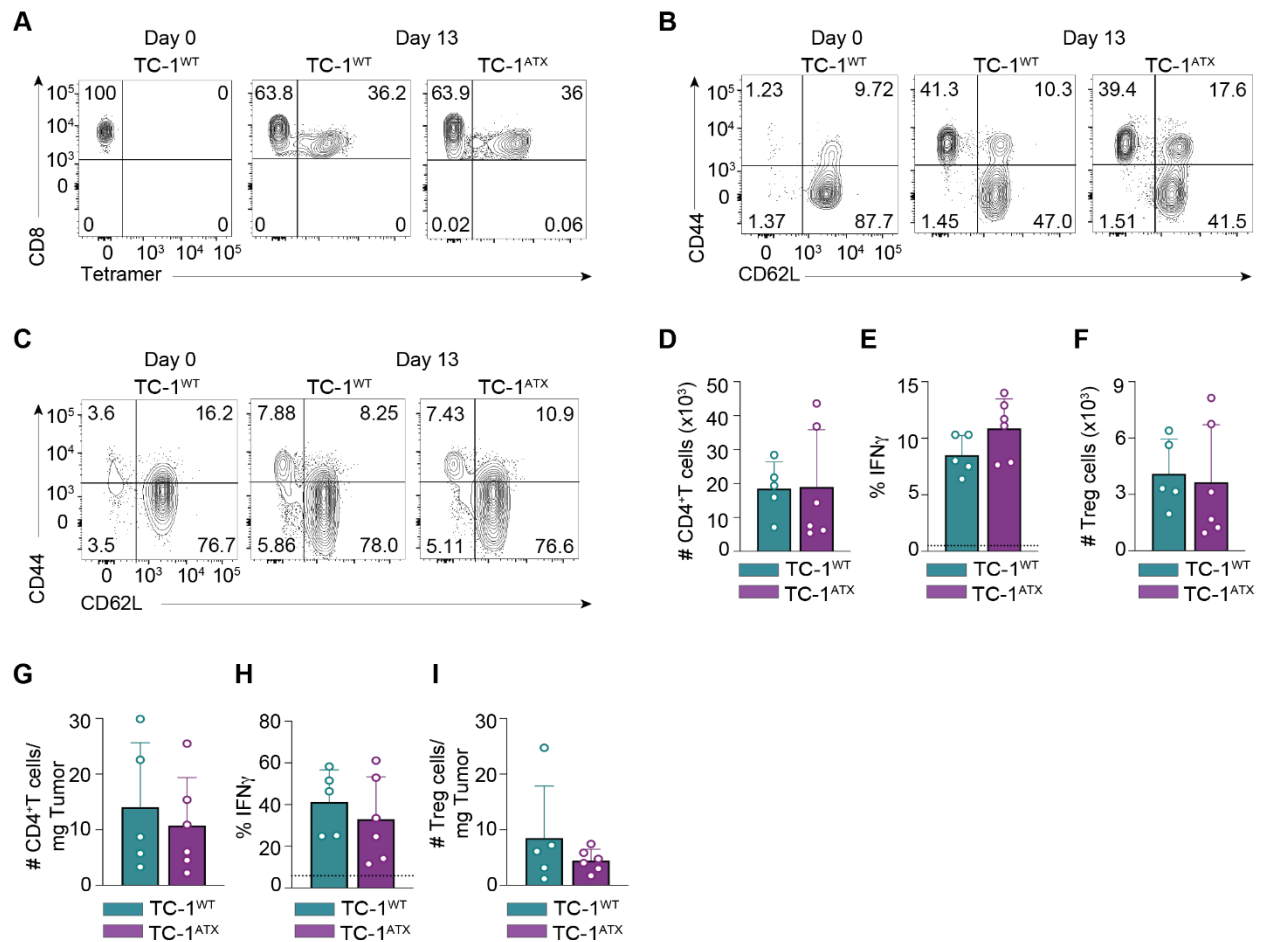 A
Day 0
Day 13
TC-1WT
TC-1WT
TC-1ATX
CD8
10⁵
10⁴
10³
0
100
0
0
0
63.8
36.2
0
0
63.9
36
0.02
0.06
0 10³ 10⁴ 10⁵
Tetramer
B
Day 0
Day 13
TC-1WT
TC-1WT
TC-1ATX
CD44
10⁵
10⁴
10³
0
1.23
9.72
1.37
87.7
41.3
10.3
1.45
47.0
39.4
17.6
1.51
41.5
0 10³ 10⁴ 10⁵
CD62L
C
Day 0
Day 13
TC-1WT
TC-1WT
TC-1ATX
CD44
10⁵
10⁴
10³
0
3.6
16.2
3.5
76.7
7.88
8.25
5.86
78.0
7.43
10.9
5.11
76.6
0 10³ 10⁴ 10⁵
CD62L
D
# CD4⁺T cells (x10³)
50
40
30
20
10
0
TC-1WT
TC-1ATX
E
% IFNγ
15
10
5
0
TC-1WT
TC-1ATX
F
# Treg cells (x10³)
9
6
3
0
TC-1WT
TC-1ATX
G
# CD4⁺T cells/
mg Tumor
30
20
10
0
TC-1WT
TC-1ATX
H
% IFNγ
80
60
40
20
0
TC-1WT
TC-1ATX
I
# Treg cells/
mg Tumor
30
20
10
0
TC-1WT
TC-1ATX